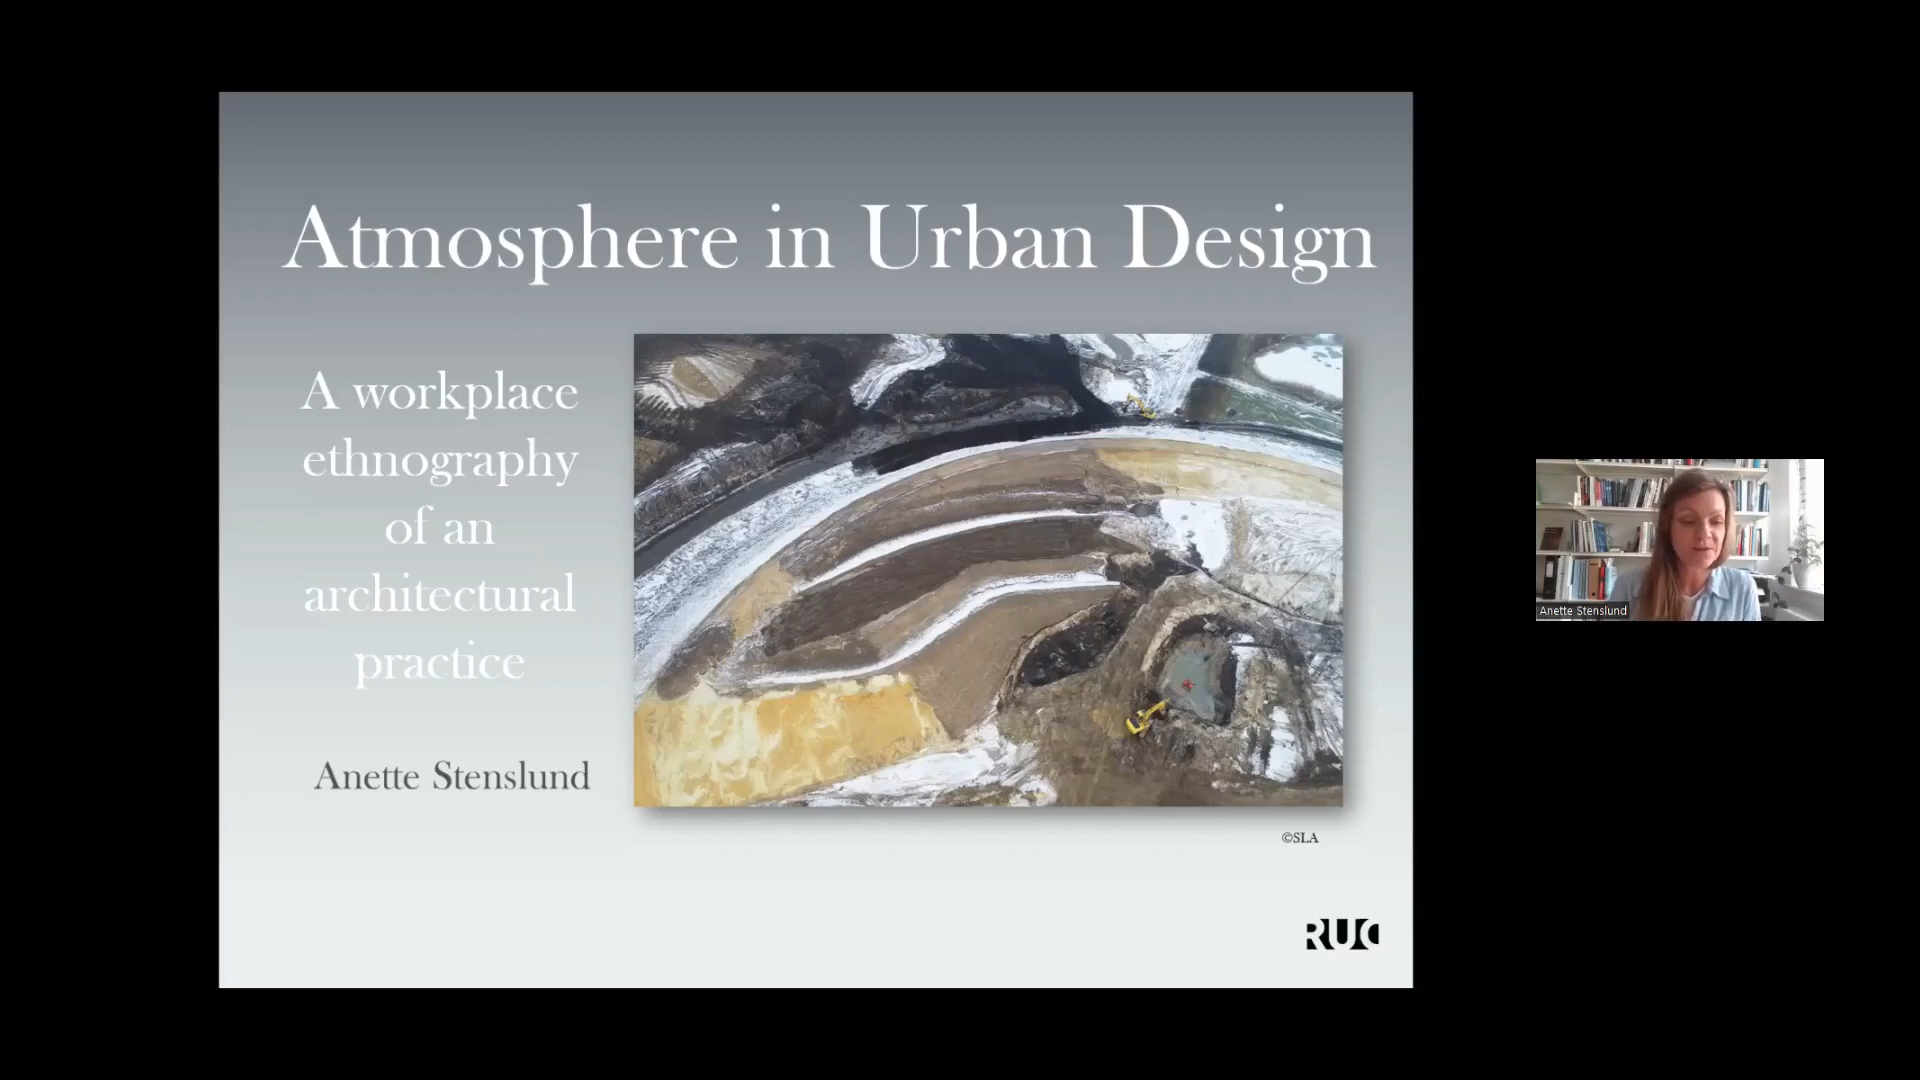 Atmosphere in Urban Design
A workplace
ethnography
of an
architectural
practice
Anette Stenslund
©SLA
RUC
Anette Stenslund